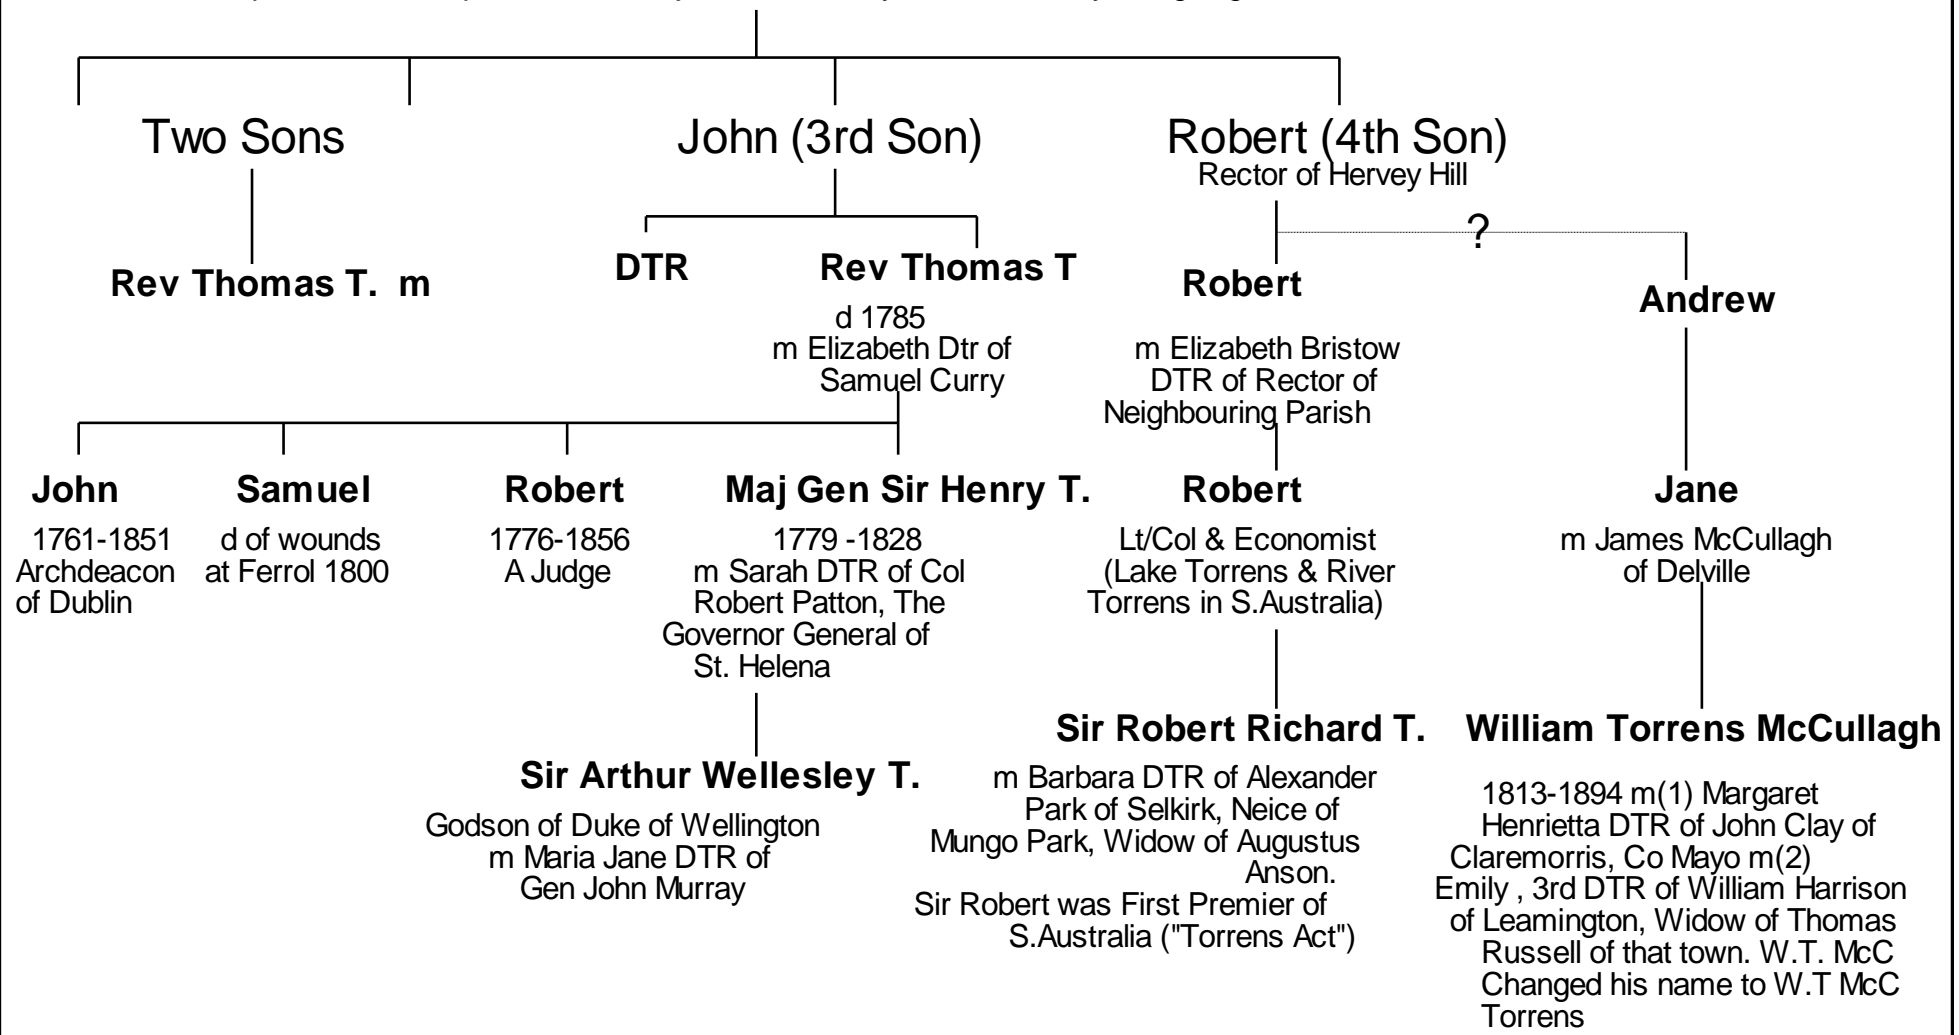 Two Sons
John (3rd Son)
Robert (4th Son)
Rector of Hervey Hill
?
Rev Thomas T.  m
DTR
Rev Thomas T
d 1785
m Elizabeth Dtr of
Samuel Curry
Robert
m Elizabeth Bristow
DTR of Rector of
Neighbouring Parish
Andrew
John
1761-1851
Archdeacon
of Dublin
Samuel
d of wounds
at Ferrol 1800
Robert
1776-1856
A Judge
Maj Gen Sir Henry T.
1779 -1828
m Sarah DTR of Col
Robert Patton, The
Governor General of
St. Helena
Robert
Lt/Col & Economist
(Lake Torrens & River
Torrens in S.Australia)
Jane
m James McCullagh
of Delville
Sir Arthur Wellesley T.
Godson of Duke of Wellington
m Maria Jane DTR of
Gen John Murray
Sir Robert Richard T.
m Barbara DTR of Alexander
Park of Selkirk, Neice of
Mungo Park, Widow of Augustus
Anson.
Sir Robert was First Premier of
S.Australia ("Torrens Act")
William Torrens McCullagh
1813-1894 m(1) Margaret
Henrietta DTR of John Clay of
Claremorris, Co Mayo m(2)
Emily , 3rd DTR of William Harrison
of Leamington, Widow of Thomas
Russell of that town. W.T. McC
Changed his name to W.T McC
Torrens